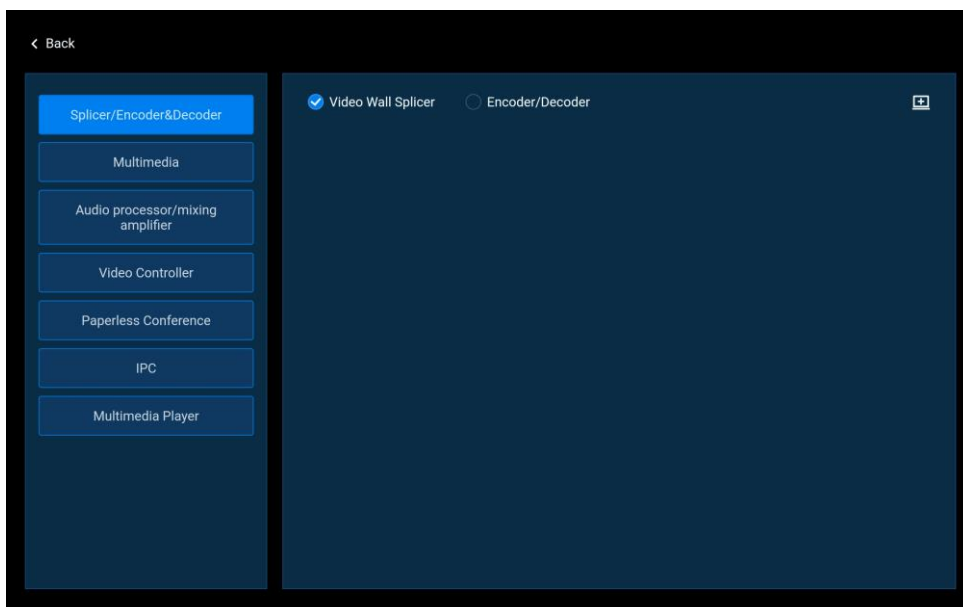 Back
Splicer/Encoder&Decoder
Multimedia
Audio processor/mixing
amplifier
Video Controller
Paperless Conference
IPC
Multimedia Player
Video Wall Splicer
Encoder/Decoder